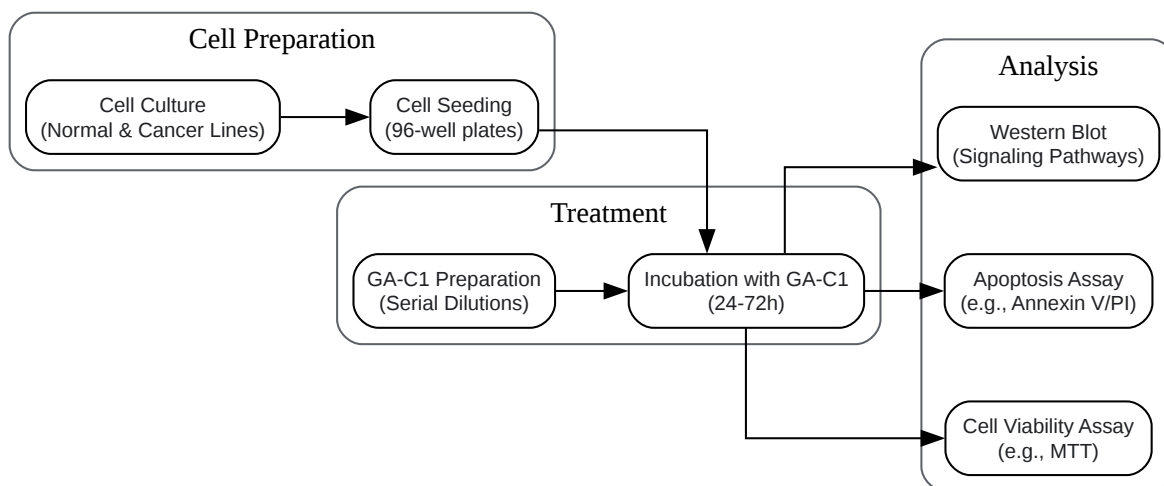 Cell Preparation
Cell Culture
(Normal & Cancer Lines)
Cell Seeding
(96-well plates)
Treatment
GA-C1 Preparation
(Serial Dilutions)
Incubation with GA-C1
(24-72h)
Analysis
Western Blot
(Signaling Pathways)
Apoptosis Assay
(e.g., Annexin V/PI)
Cell Viability Assay
(e.g., MTT)